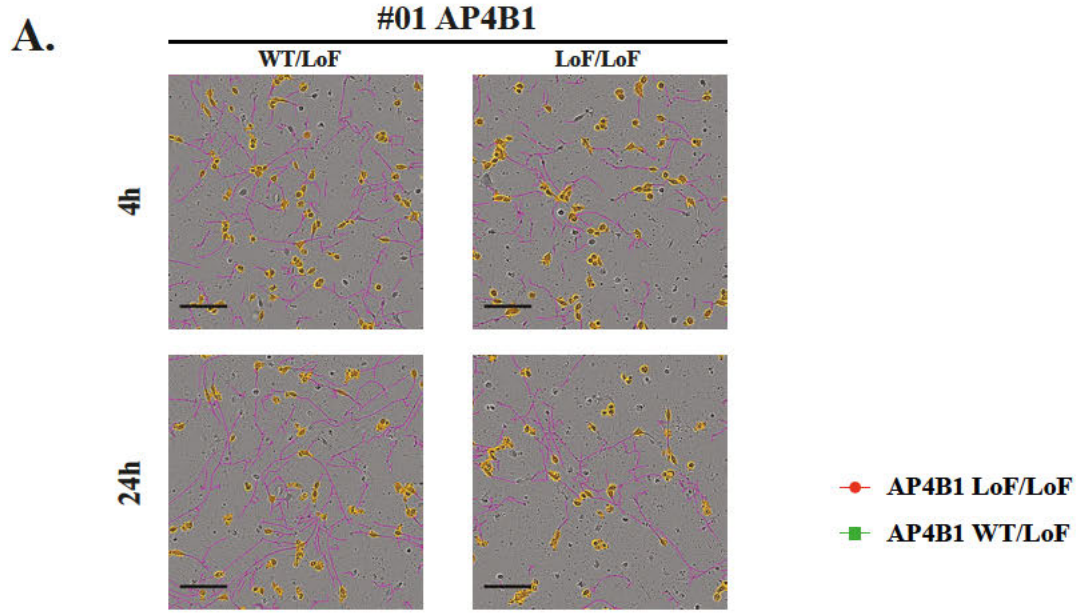 A.
#01 AP4B1
WT/LoF
LoF/LoF
4h
24h
AP4B1 LoF/LoF
AP4B1 WT/LoF